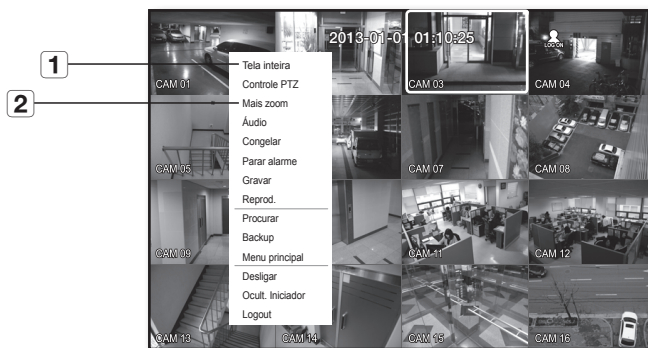 2013-01-01 01:10:25
LOG ON
CAM 01
CAM 03
CAM 04
1
Tela inteira
Controle PTZ
2
Mais zoom
Áudio
Congelar
Parar alarme
Gravar
Reprod.
Procurar
Backup
Menu principal
Desligar
Ocult. Iniciador
Logout
CAM 05
CAM 07
CAM 08
CAM 09
CAM 11
CAM 12
CAM 13
CAM 14
CAM 15
CAM 16